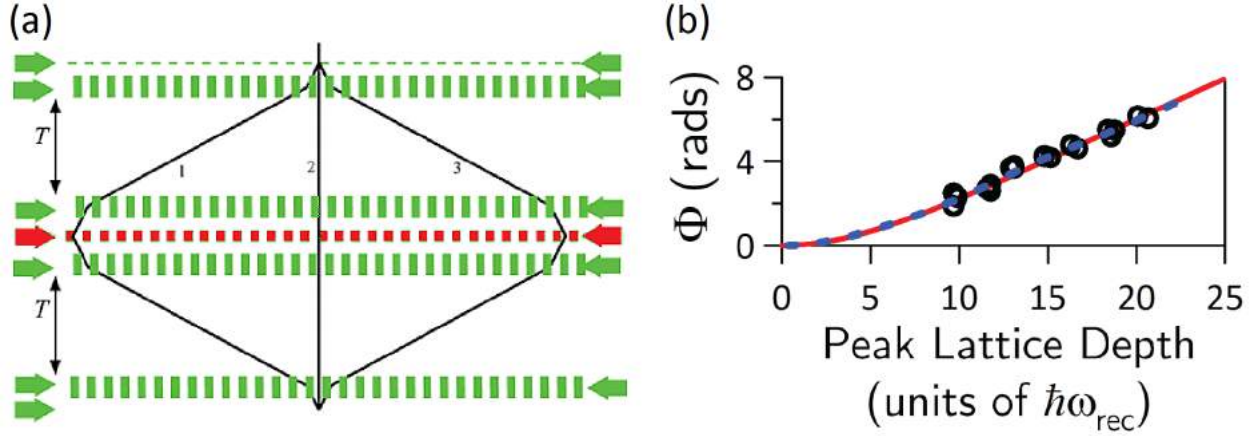 (a)
T
1
2
3
T
(b)
8
4
0
Φ (rads)
0 5 10 15 20 25
Peak Lattice Depth
(units of ℏω_rec)